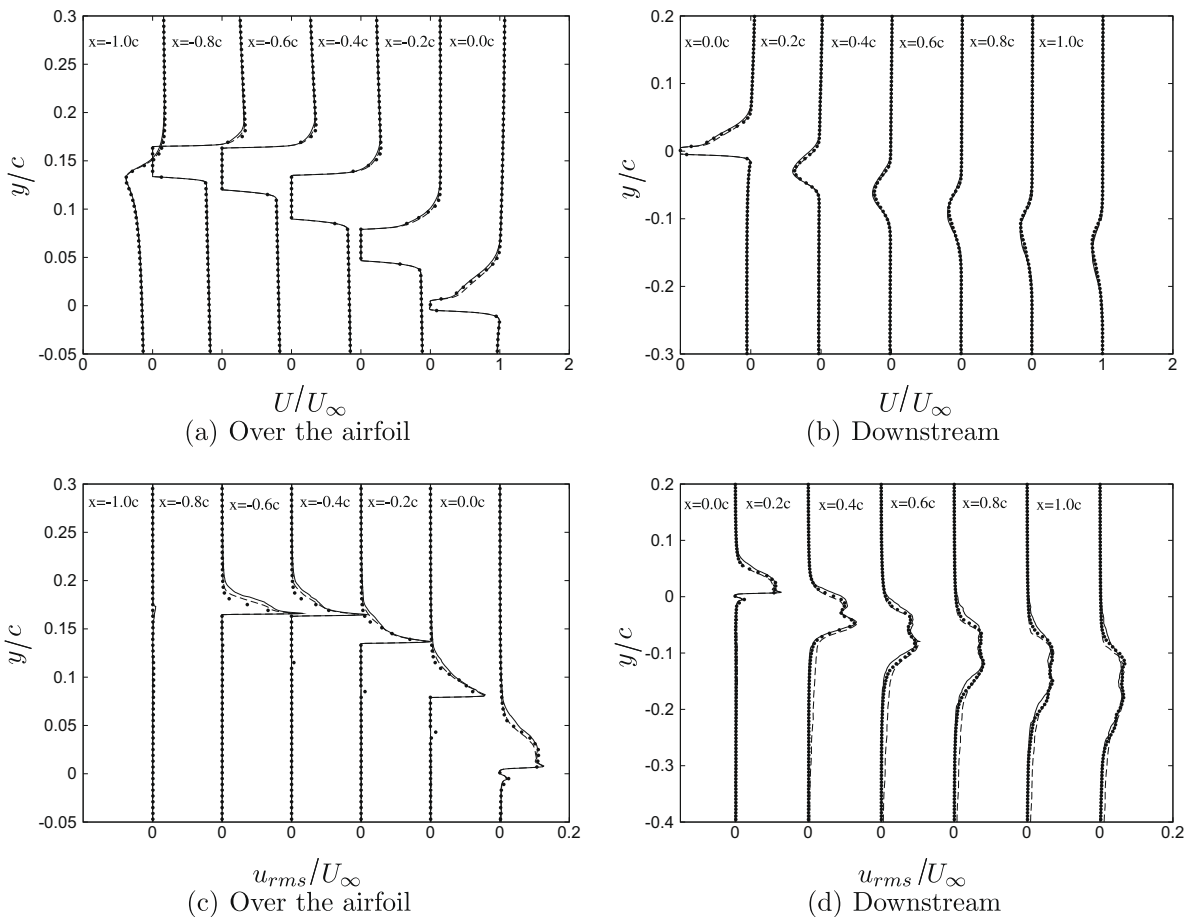 0.3
0.25
0.2
0.15
0.1
0.05
0
-0.05
y/c
x=-1.0c x=-0.8c x=-0.6c x=-0.4c x=-0.2c x=0.0c
0 0 0 0 0 1 2
U/U∞
(a) Over the airfoil
0.2
0.1
0
-0.1
-0.2
-0.3
y/c
x=0.0c x=0.2c x=0.4c x=0.6c x=0.8c x=1.0c
0 0 0 0 0 1 2
U/U∞
(b) Downstream
0.3
0.25
0.2
0.15
0.1
0.05
0
-0.05
y/c
x=-1.0c x=-0.8c x=-0.6c x=-0.4c x=-0.2c x=0.0c
0 0 0 0 0 0 0.2
u_rms/U∞
(c) Over the airfoil
0.2
0.1
0
-0.1
-0.2
-0.3
-0.4
y/c
x=0.0c x=0.2c x=0.4c x=0.6c x=0.8c x=1.0c
0 0 0 0 0 0 0.2
u_rms/U∞
(d) Downstream